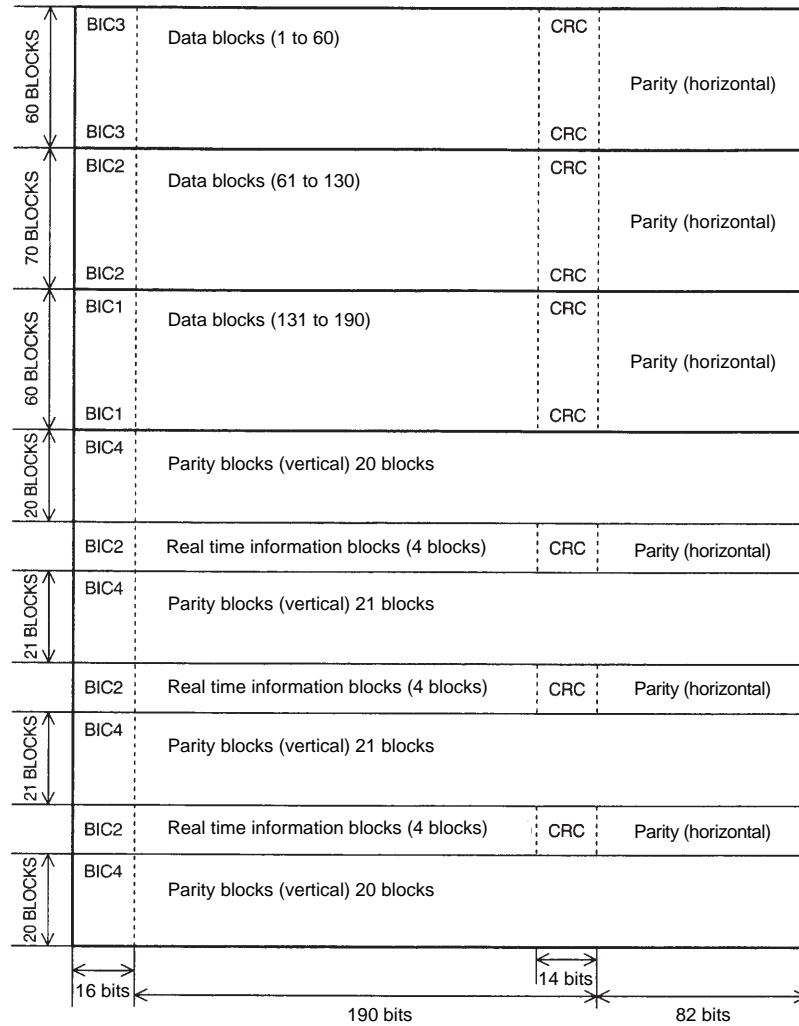 60 BLOCKS
BIC3
Data blocks (1 to 60)
CRC
Parity (horizontal)
BIC3
CRC
70 BLOCKS
BIC2
Data blocks (61 to 130)
CRC
Parity (horizontal)
BIC2
CRC
60 BLOCKS
BIC1
Data blocks (131 to 190)
CRC
Parity (horizontal)
BIC1
CRC
20 BLOCKS
BIC4
Parity blocks (vertical) 20 blocks
BIC2
Real time information blocks (4 blocks)
CRC
Parity (horizontal)
21 BLOCKS
BIC4
Parity blocks (vertical) 21 blocks
BIC2
Real time information blocks (4 blocks)
CRC
Parity (horizontal)
21 BLOCKS
BIC4
Parity blocks (vertical) 21 blocks
BIC2
Real time information blocks (4 blocks)
CRC
Parity (horizontal)
20 BLOCKS
BIC4
Parity blocks (vertical) 20 blocks
16 bits
14 bits
190 bits
82 bits